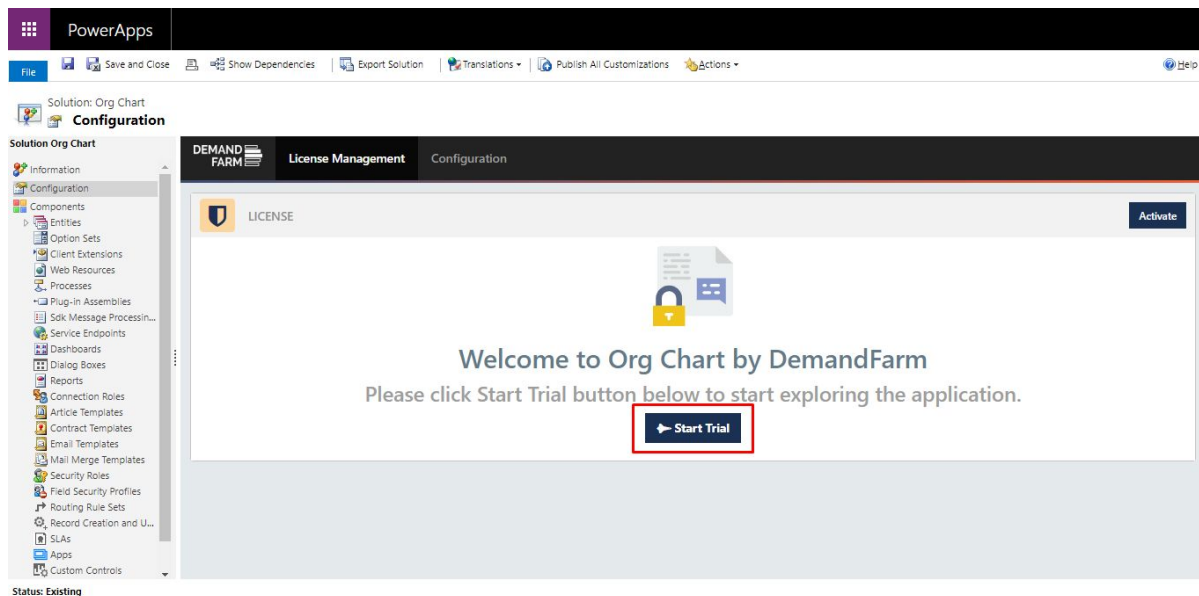 PowerApps
File
Save and Close
Show Dependencies
Export Solution
Translations
Publish All Customizations
Actions
Help
Solution: Org Chart
Configuration
Solution Org Chart
Information
Configuration
Components
Entities
Option Sets
Client Extensions
Web Resources
Processes
Plug-in Assemblies
Sdk Message Processin...
Service Endpoints
Dashboards
Dialog Boxes
Reports
Connection Roles
Article Templates
Contract Templates
Email Templates
Mail Merge Templates
Security Roles
Field Security Profiles
Routing Rule Sets
Record Creation and U...
SLAs
Apps
Custom Controls
DEMAND
FARM
License Management
Configuration
LICENSE
Activate
Welcome to Org Chart by DemandFarm
Please click Start Trial button below to start exploring the application.
Start Trial
Status: Existing